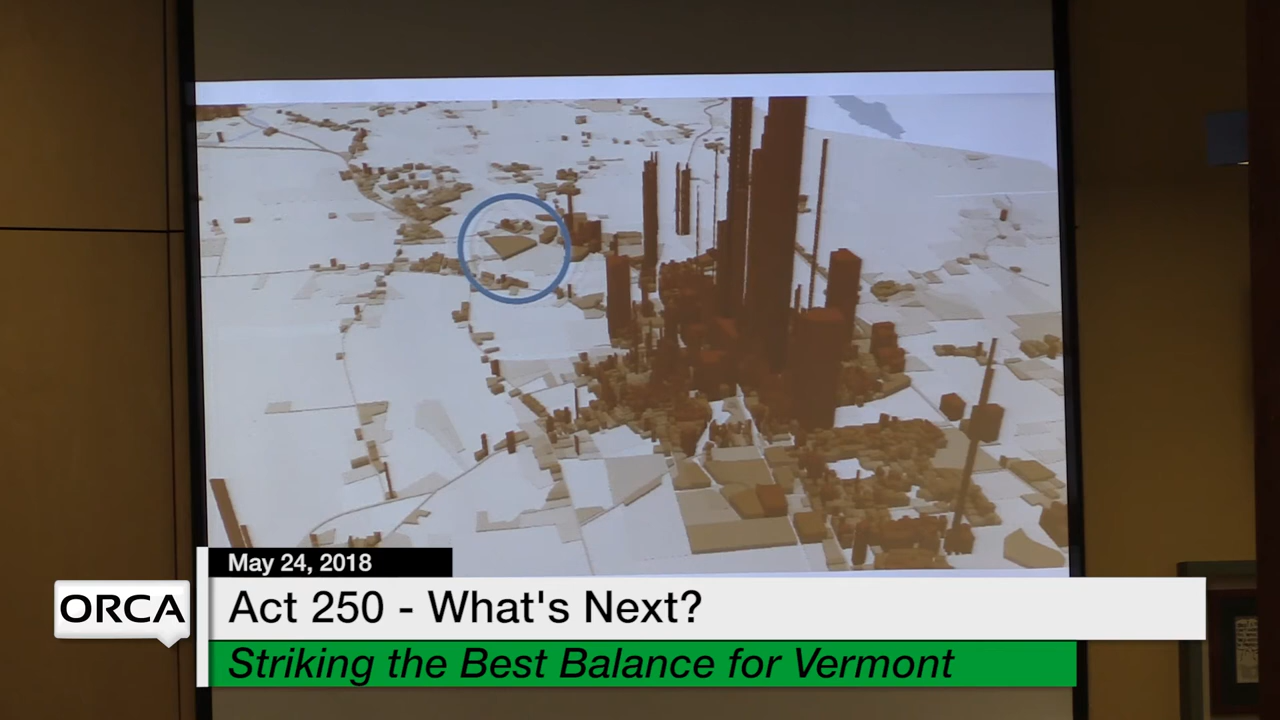 May 24, 2018
ORCA
Act 250 - What's Next?
Striking the Best Balance for Vermont